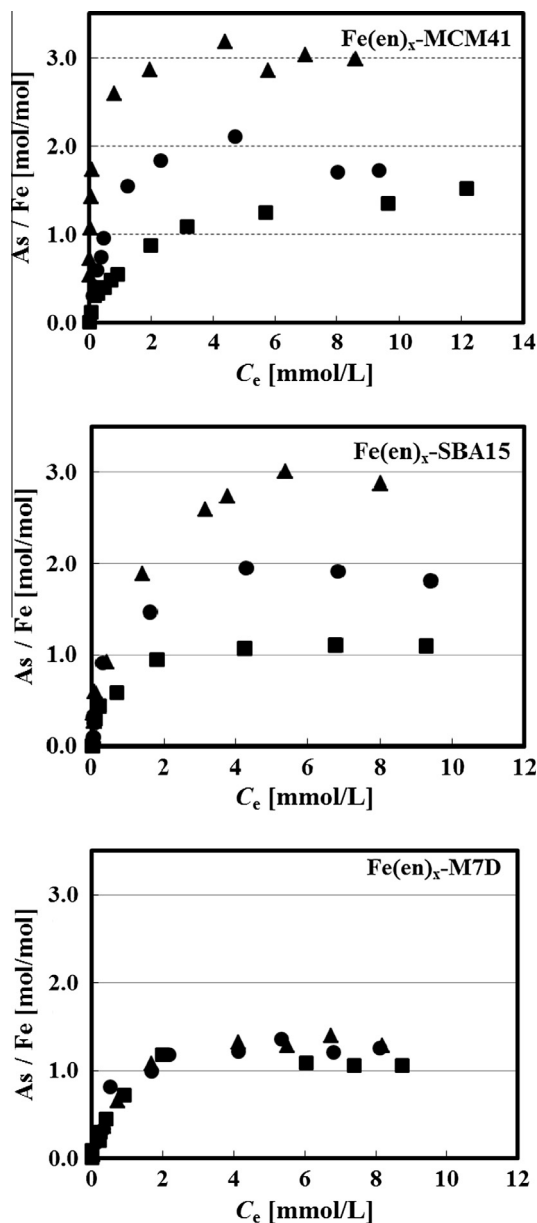 Fe(en)ₓ-MCM41
As / Fe [mol/mol]
3.0
2.0
1.0
0.0
0 2 4 6 8 10 12 14
Cₑ [mmol/L]
Fe(en)ₓ-SBA15
As / Fe [mol/mol]
3.0
2.0
1.0
0.0
0 2 4 6 8 10 12
Cₑ [mmol/L]
Fe(en)ₓ-M7D
As / Fe [mol/mol]
3.0
2.0
1.0
0.0
0 2 4 6 8 10 12
Cₑ [mmol/L]